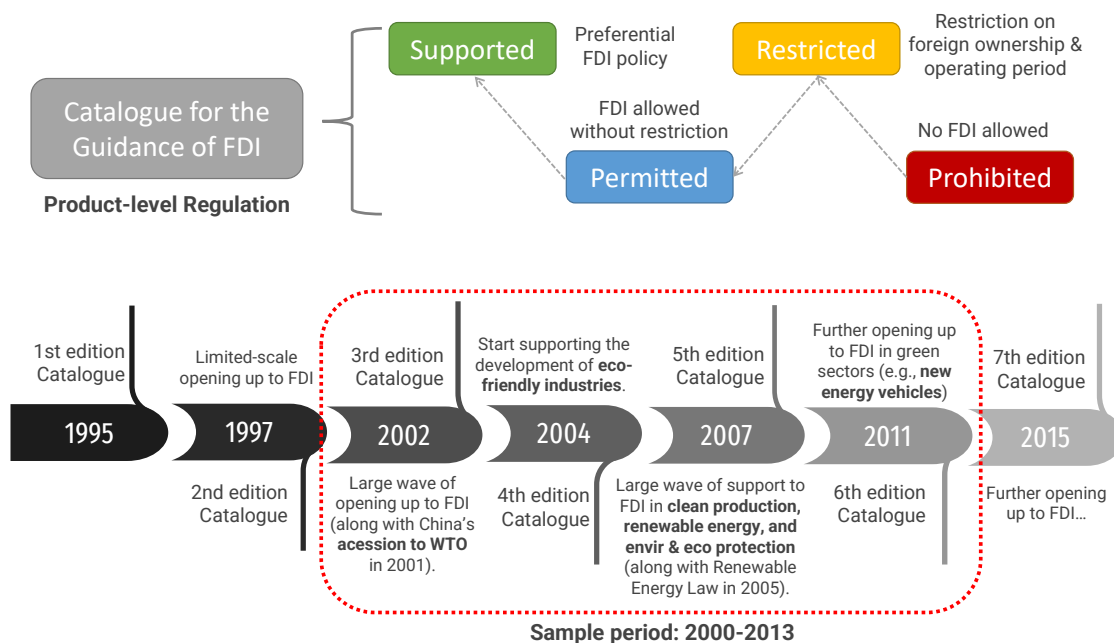 Supported
Preferential
FDI policy
Restricted
Restriction on
foreign ownership &
operating period
Catalogue for the
Guidance of FDI
Product-level Regulation
FDI allowed
without restriction
Permitted
No FDI allowed
Prohibited
1st edition
Catalogue
1995
Limited-scale
opening up to FDI
1997
2nd edition
Catalogue
3rd edition
Catalogue
2002
Large wave of
opening up to FDI
(along with China’s
acession to WTO
in 2001).
Start supporting the
development of eco-
friendly industries.
2004
4th edition
Catalogue
5th edition
Catalogue
2007
Large wave of support to
FDI in clean production,
renewable energy, and
envir & eco protection
(along with Renewable
Energy Law in 2005).
Further opening up
to FDI in green
sectors (e.g., new
energy vehicles)
2011
6th edition
Catalogue
7th edition
Catalogue
2015
Further opening
up to FDI…
Sample period: 2000-2013